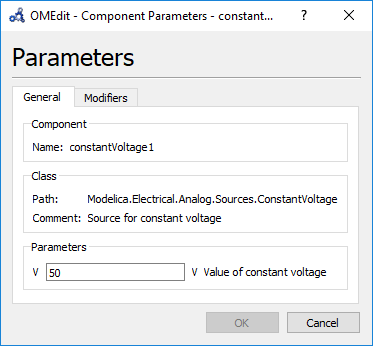 OMEdit - Component Parameters - constant... ?
Parameters
General Modifiers
Component
Name: constantVoltage1
Class
Path: Modelica.Electrical.Analog.Sources.ConstantVoltage
Comment: Source for constant voltage
Parameters
V 50 V Value of constant voltage
OK Cancel